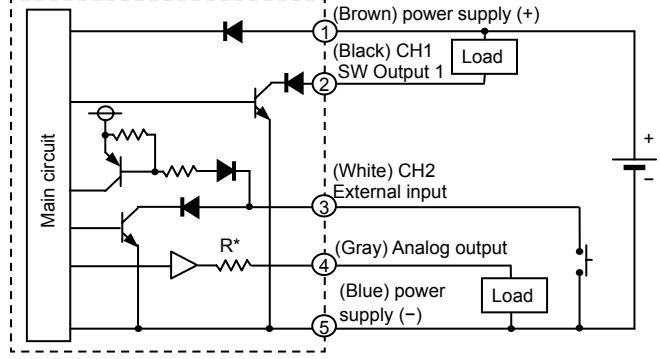 (Brown) power supply (+)
1
(Black) CH1
SW Output 1
Load
2
Main circuit
+
−
(White) CH2
External input
3
R*
(Gray) Analog output
4
(Blue) power
supply (−)
Load
5